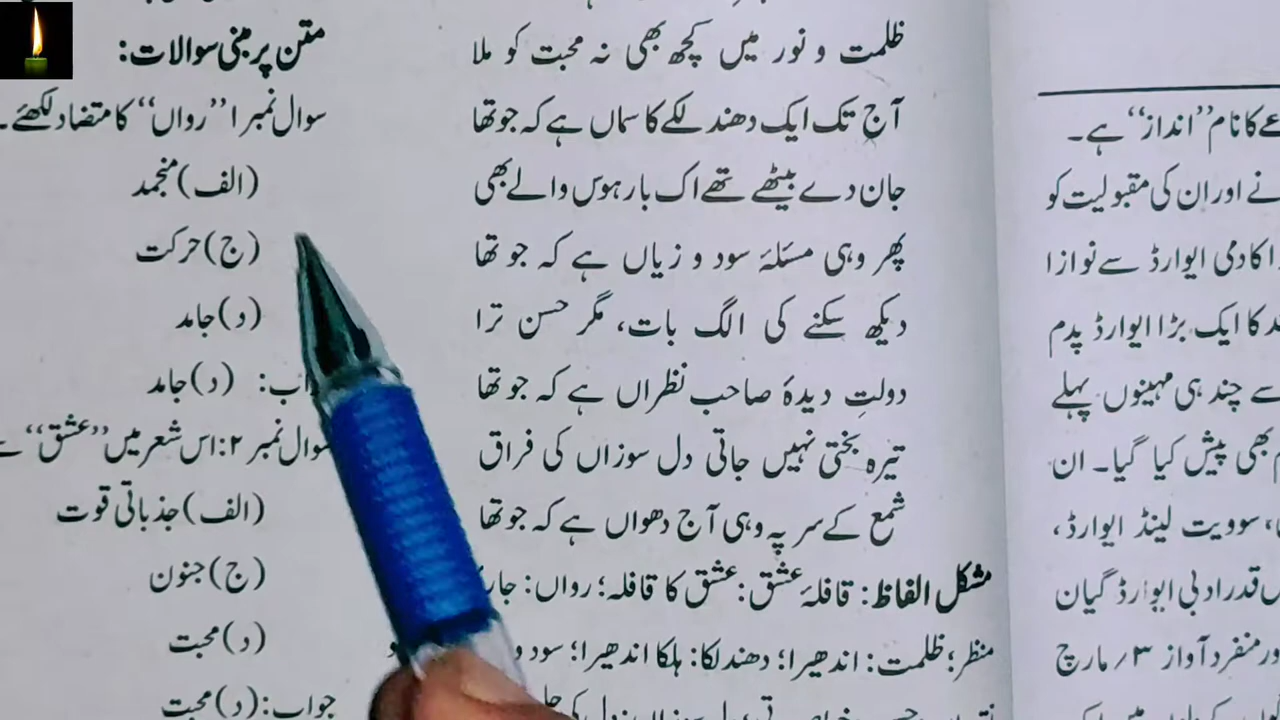 عے کا نام ”انداز“ ہے۔
نے اور ان کی مقبولیت کو
اکادمی ایوارڈ سے نوازا
کا ایک بڑا ایوارڈ پدم
سے چند ہی مہینوں پہلے
بھی پیش کیا گیا۔ ان
سوویت لینڈ ایوارڈ،
قدر ادبی ایوارڈ گیان
ور منفرد آواز ۳؍مارچ
ظلمت و نور میں کچھ بھی نہ محبت کو ملا
آج تک ایک دھندلکے کا سماں ہے کہ جو تھا
جان دے بیٹھے تھے اک بار ہوس والے بھی
پھر وہی مسئلۂ سود و زیاں ہے کہ جو تھا
دیکھ سکنے کی الگ بات، مگر حسن ترا
دولتِ دیدۂ صاحب نظراں ہے کہ جو تھا
تیرہ بختی نہیں جاتی دل سوزاں کی فراق
شمع کے سر پہ وہی آج دھواں ہے کہ جو تھا
مشکل الفاظ: قافلۂ عشق: عشق کا قافلہ؛ رواں:
منظر؛ ظلمت: اندھیرا؛ دھندلکا: ہلکا اندھیرا؛ سود و
متن پر مبنی سوالات:
سوال نمبر ۱ ”رواں“ کا متضاد لکھئے۔
(الف) منجمد
(ج) حرکت
(د) جامد
(د) جامد
سوال نمبر ۲: اس شعر میں ”عشق“
(الف) جذباتی قوت
(ج) جنون
(د) محبت
جواب: (د) محبت